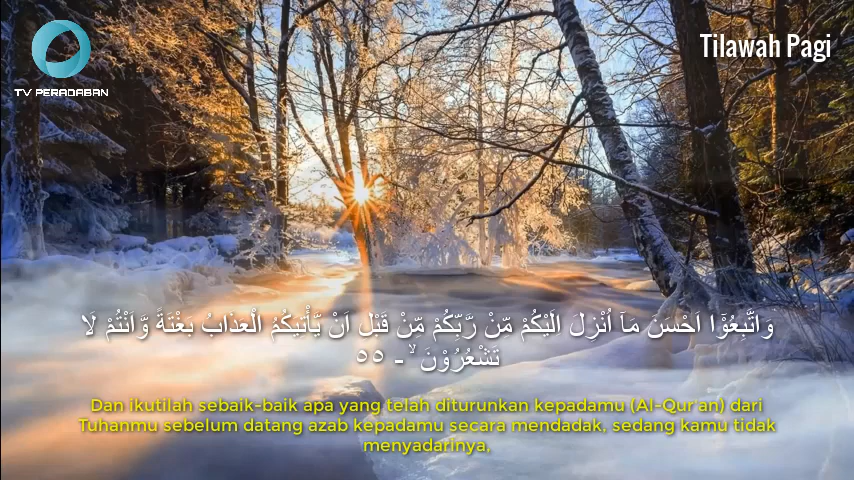 TV PERADABAN
Tilawah Pagi
وَاتَّبِعُوْٓا اَحْسَنَ مَآ اُنْزِلَ اِلَيْكُمْ مِّنْ رَّبِّكُمْ مِّنْ قَبْلِ اَنْ يَّأْتِيَكُمُ الْعَذَابُ بَغْتَةً وَّاَنْتُمْ لَا
تَشْعُرُوْنَ ۙ - ٥٥
Dan ikutilah sebaik-baik apa yang telah diturunkan kepadamu (Al-Qur'an) dari
Tuhanmu sebelum datang azab kepadamu secara mendadak, sedang kamu tidak
menyadarinya,